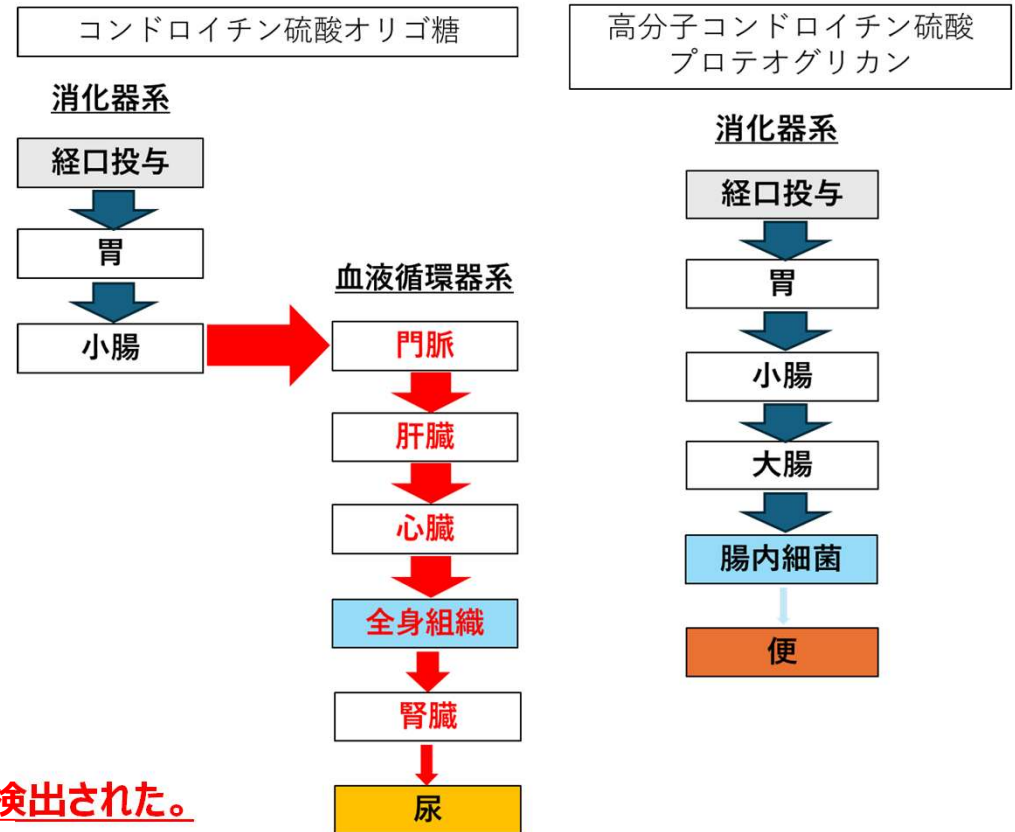 コンドロイチン硫酸オリゴ糖
消化器系
経口投与
胃
小腸
血液循環器系
門脈
肝臓
心臓
全身組織
腎臓
尿
検出された。
高分子コンドロイチン硫酸
プロテオグリカン
消化器系
経口投与
胃
小腸
大腸
腸内細菌
便